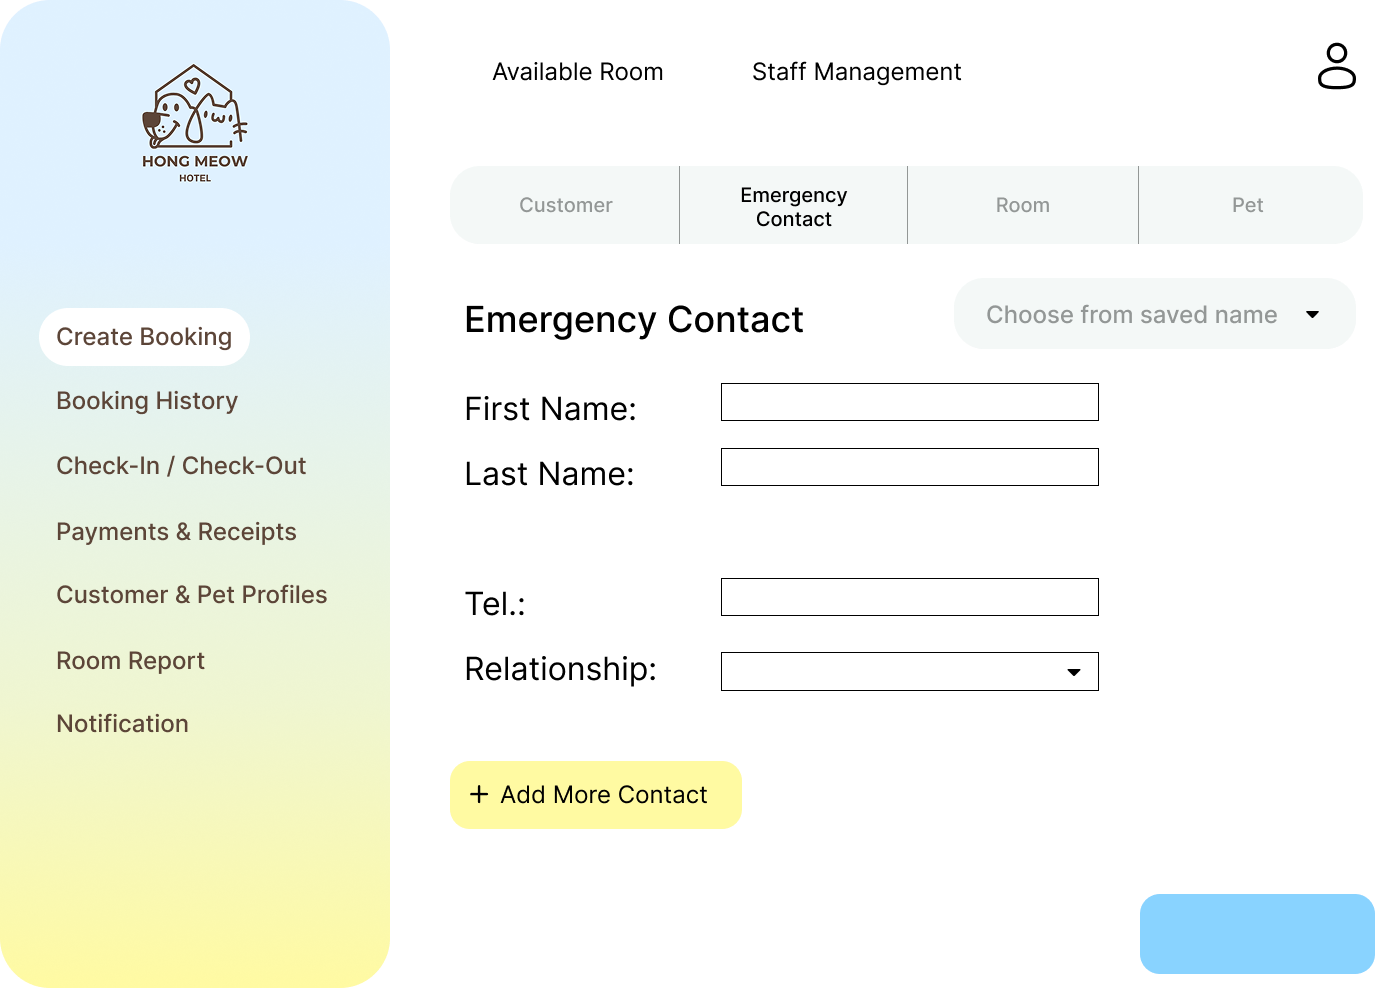 HONG MEOW
HOTEL
Available Room
Staff Management
Customer
Emergency
Contact
Room
Pet
Create Booking
Booking History
Check-In / Check-Out
Payments & Receipts
Customer & Pet Profiles
Room Report
Notification
Emergency Contact
Choose from saved name
First Name:
Last Name:
Tel.:
Relationship:
+ Add More Contact